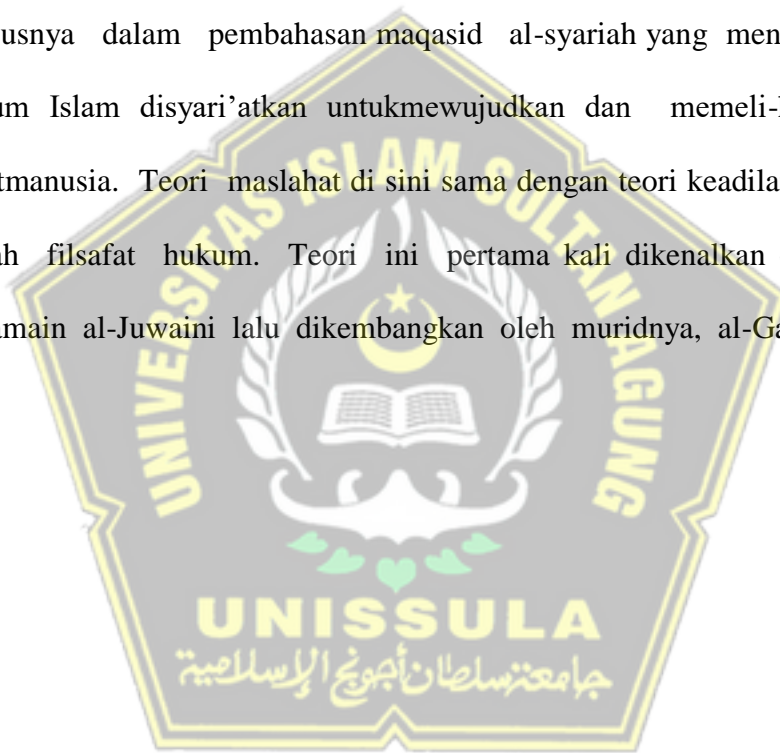 usnya dalam pembahasan maqasid al-syariah yang men
um Islam disyari’atkan untukmewujudkan dan memeli-
tmanusia. Teori maslahat di sini sama dengan teori keadila
ah filsafat hukum. Teori ini pertama kali dikenalkan
amain al-Juwaini lalu dikembangkan oleh muridnya, al-Ga
UNIVERSITAS ISLAM SULTAN AGUNG
UNISSULA
جامعة سلطان أجونج الإسلامية